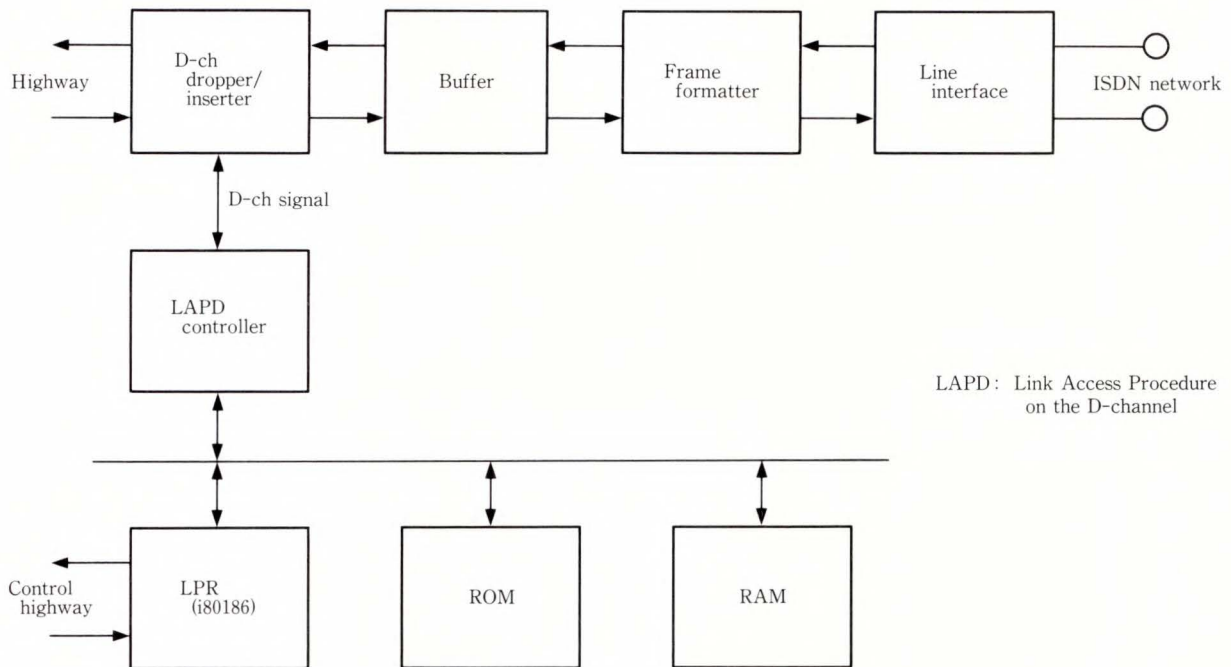 Highway
D-ch
dropper/
inserter
Buffer
Frame
formatter
Line
interface
ISDN network
D-ch signal
LAPD
controller
LAPD: Link Access Procedure
on the D-channel
Control
highway
LPR
(i80186)
ROM
RAM